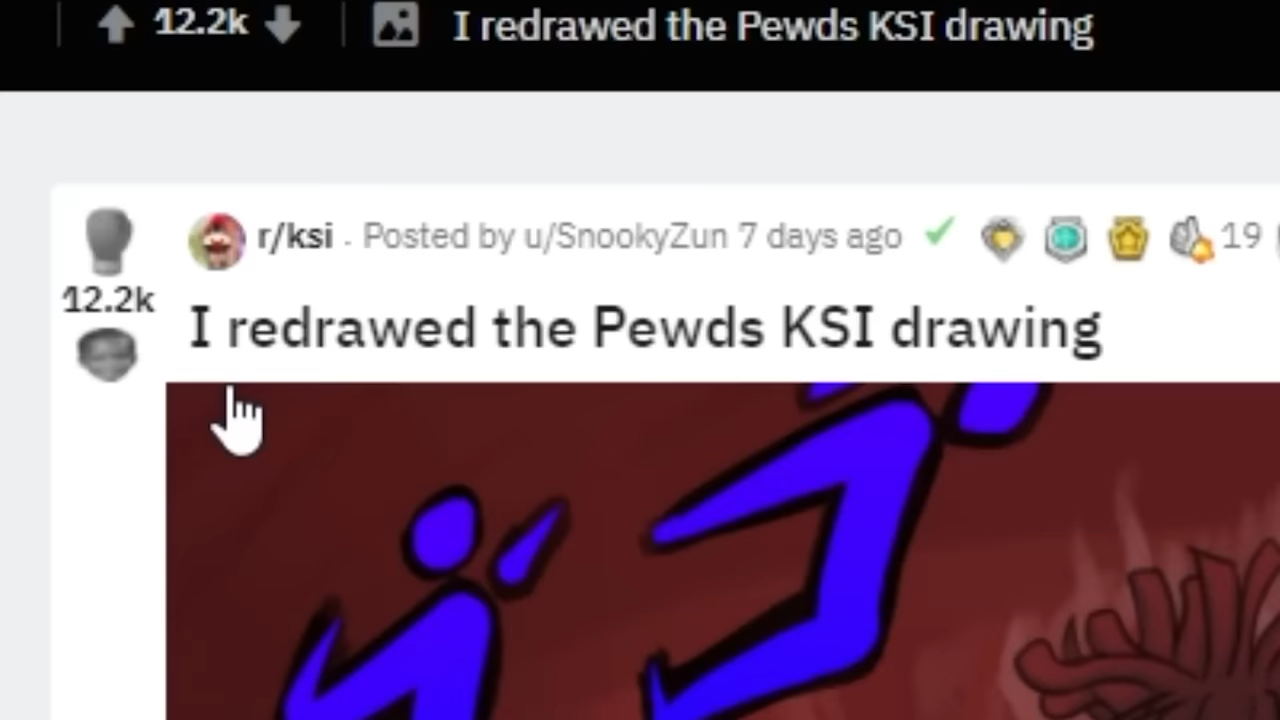 12.2k I redrawed the Pewds KSI drawing
r/ksi . Posted by u/SnookyZun 7 days ago 19
12.2k
I redrawed the Pewds KSI drawing